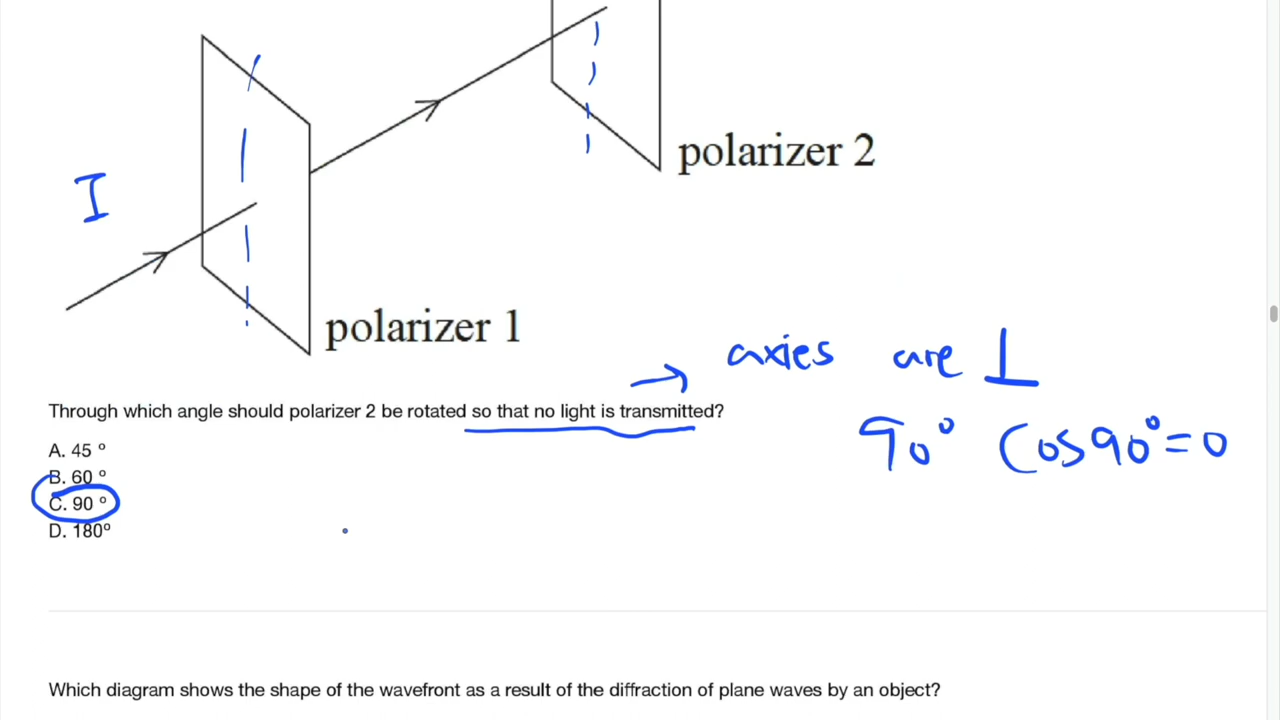 polarizer 2
I
polarizer 1
axies are ⊥
Through which angle should polarizer 2 be rotated so that no light is transmitted?
90° Cos90°=0
A. 45 º
B. 60 º
C. 90 º
D. 180º
Which diagram shows the shape of the wavefront as a result of the diffraction of plane waves by an object?